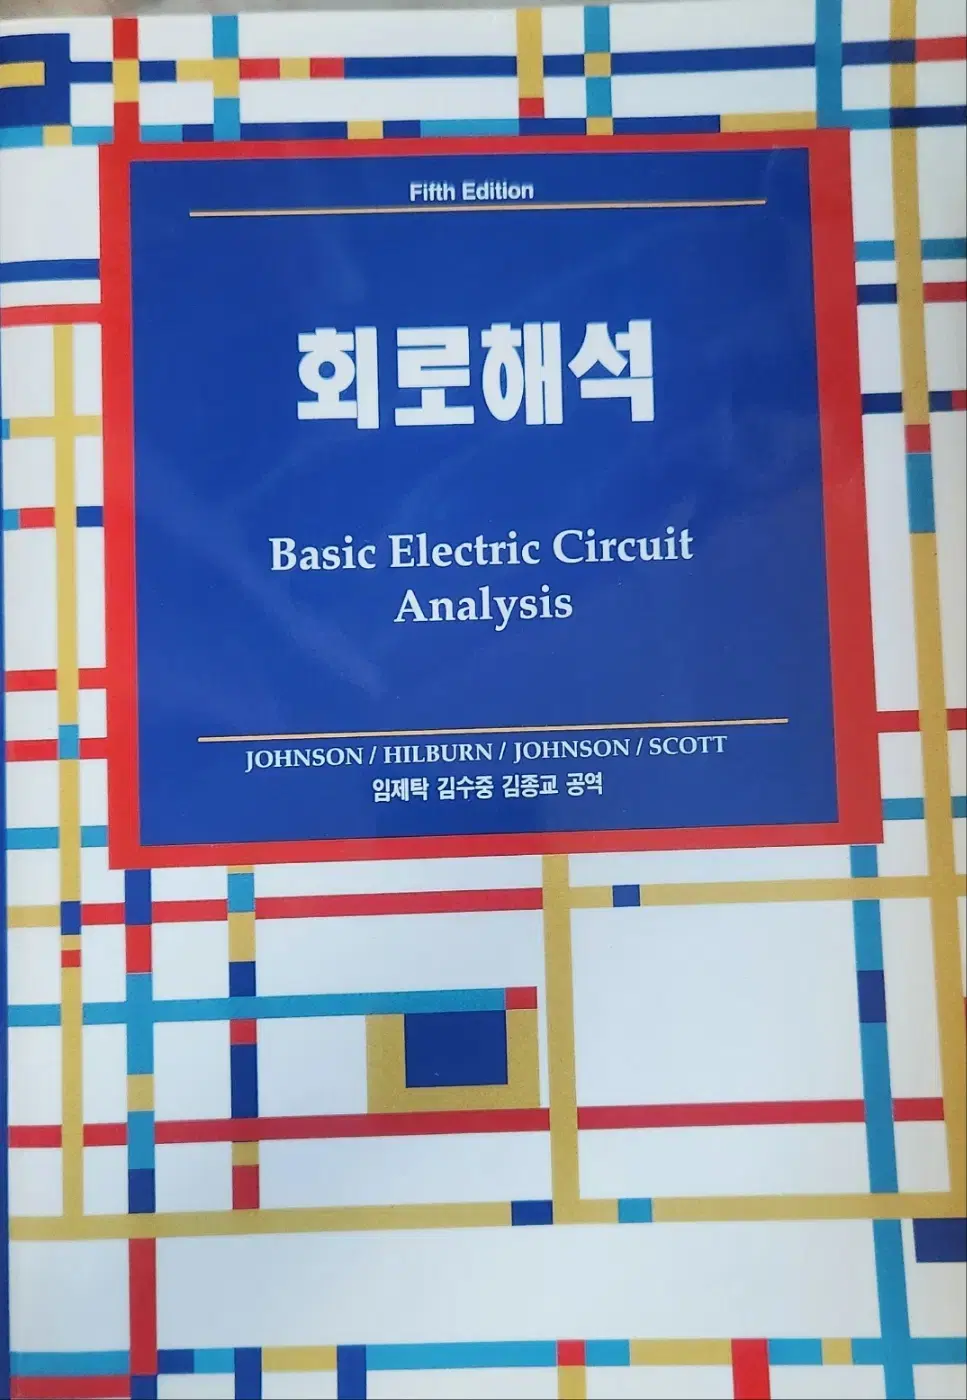 Fifth Edition
회로해석
Basic Electric Circuit
Analysis
JOHNSON / HILBURN / JOHNSON / SCOTT
임제탁 김수중 김종교 공역